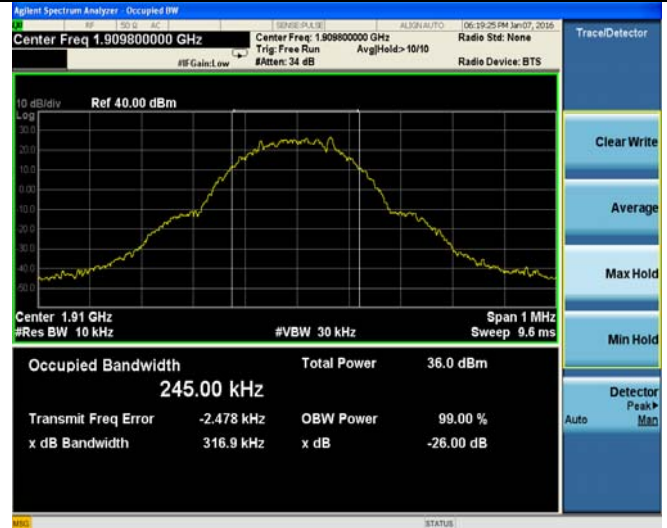 Agilent Spectrum Analyzer - Occupied BW
RF 50 Ω AC SENSE:PULSE ALIGN AUTO 06:19:25 PM Jan 07, 2016
Center Freq 1.909800000 GHz Center Freq: 1.909800000 GHz Radio Std: None Trace/Detector
Trig: Free Run Avg|Hold:> 10/10
#IFGain:Low #Atten: 34 dB Radio Device: BTS
10 dB/div Ref 40.00 dBm
Log
30.0
20.0
10.0
0.00
-10.0
-20.0
-30.0
-40.0
-50.0
Clear Write
Average
Max Hold
Min Hold
Detector
Peak▶
Auto Man
Center 1.91 GHz Span 1 MHz
#Res BW 10 kHz #VBW 30 kHz Sweep 9.6 ms
Occupied Bandwidth Total Power 36.0 dBm
245.00 kHz
Transmit Freq Error -2.478 kHz OBW Power 99.00 %
x dB Bandwidth 316.9 kHz x dB -26.00 dB
MSG STATUS